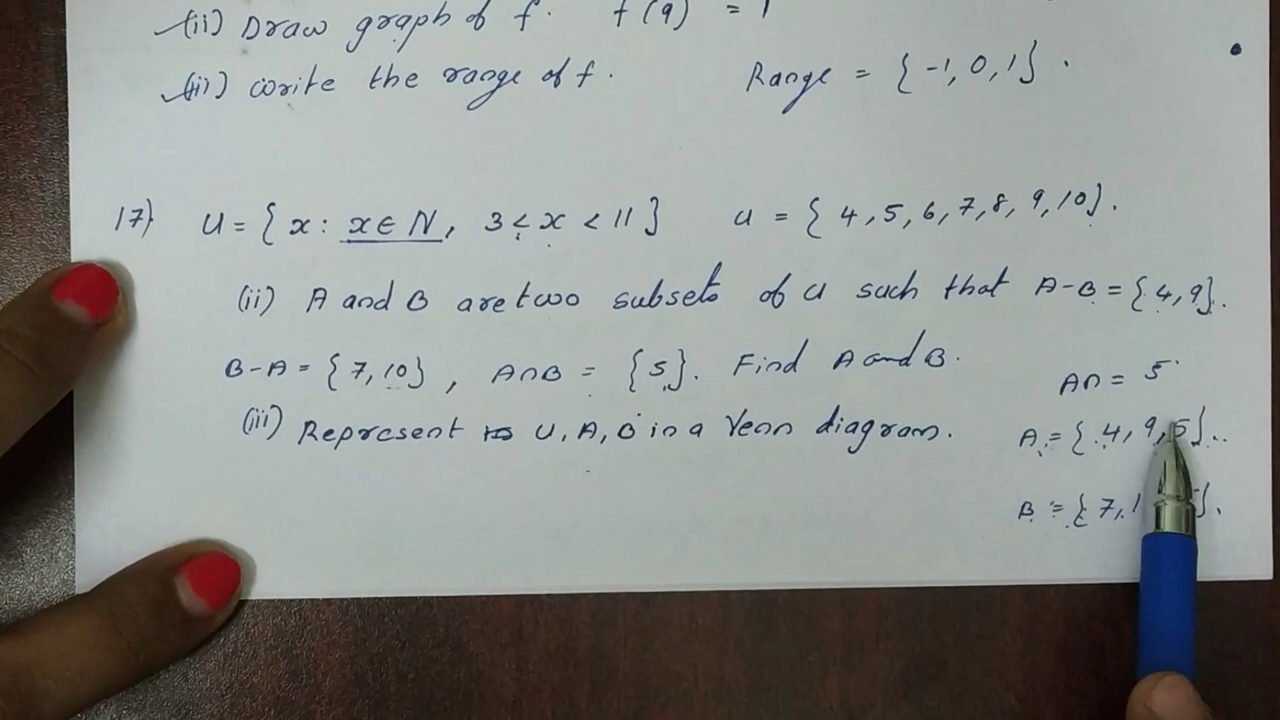 (ii) Draw graph of f. f(9) = 1
(iii) Write the range of f. Range = {-1, 0, 1}.
17) U = {x : x ∈ N, 3 < x < 11} U = {4, 5, 6, 7, 8, 9, 10}.
(ii) A and B are two subsets of U such that A-B = {4, 9}.
B-A = {7, 10}, A∩B = {5}. Find A and B.
A∩ = 5
(iii) Represent U, A, B in a Venn diagram.
A = {4, 9, 5}.
B = {7, 1